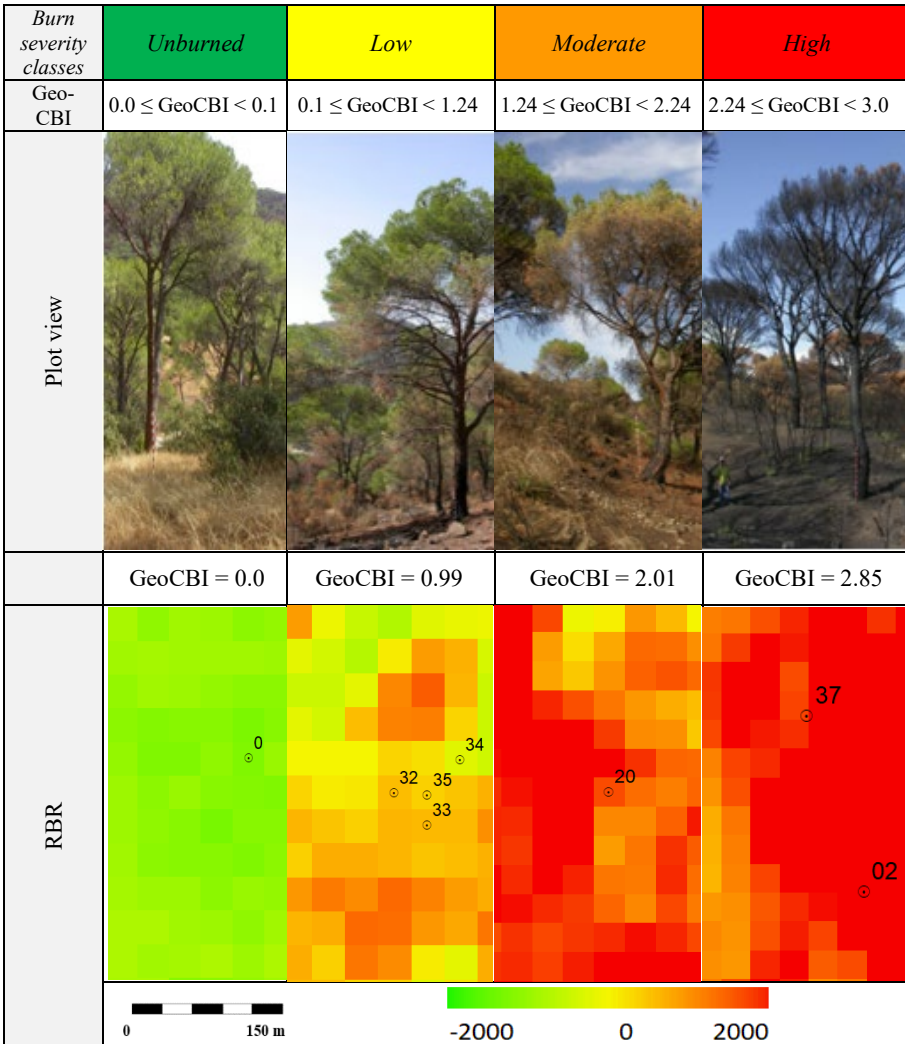 Burn severity classes
Unburned
Low
Moderate
High
Geo-CBI
0.0 ≤ GeoCBI < 0.1
0.1 ≤ GeoCBI < 1.24
1.24 ≤ GeoCBI < 2.24
2.24 ≤ GeoCBI < 3.0
Plot view
GeoCBI = 0.0
GeoCBI = 0.99
GeoCBI = 2.01
GeoCBI = 2.85
RBR
0
34
32
35
33
20
37
02
0
150 m
-2000
0
2000